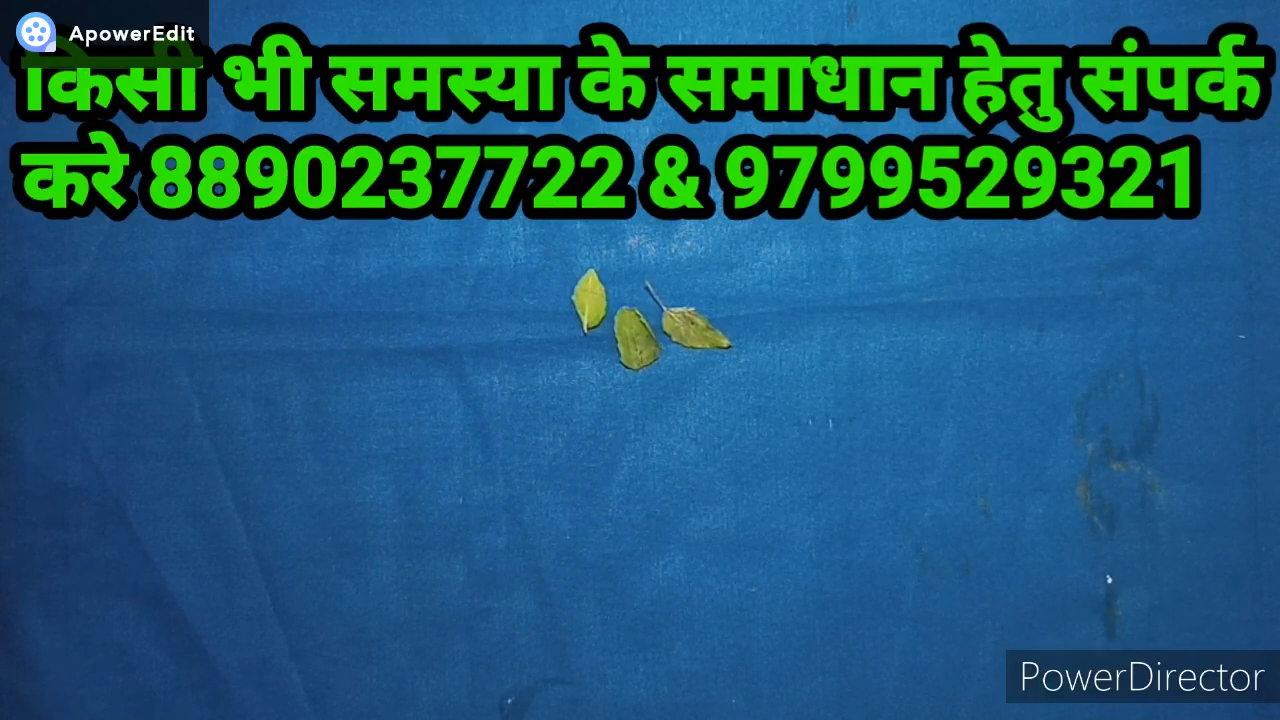 ApowerEdit
किसी भी समस्या के समाधान हेतु संपर्क
करे 8890237722 & 9799529321
PowerDirector